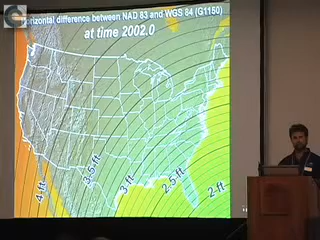 orizontal difference between NAD 83 and WGS 84 (G1150)
at time 2002.0
4-ft
3-5-ft
3-ft
2.5-ft
2-ft